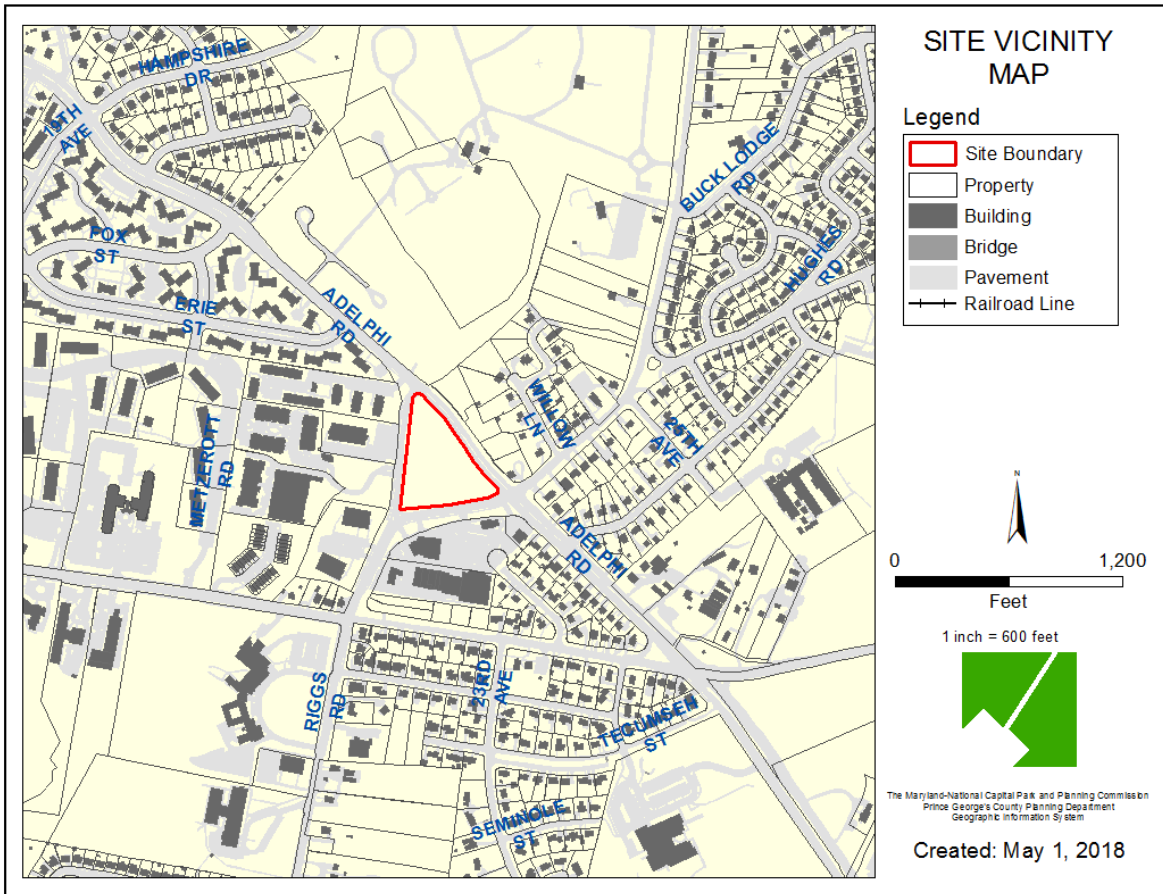 SITE VICINITY
MAP
Legend
Site Boundary
Property
Building
Bridge
Pavement
Railroad Line
HAMPSHIRE
DR
19TH
AVE
FOX
ST
ERIE
ST
ADELPHI
RD
BUCK LODGE
RD
HUGHES
RD
WILLOW
LN
25TH
AVE
METZEROTT
RD
ADELPHI
RD
RIGGS
RD
23RD
AVE
TECUMSEH
ST
SEMINOLE
ST
N
0 1,200
Feet
1 inch = 600 feet
The Maryland-National Capital Park and Planning Commission
Prince George's County Planning Department
Geographic Information System
Created: May 1, 2018